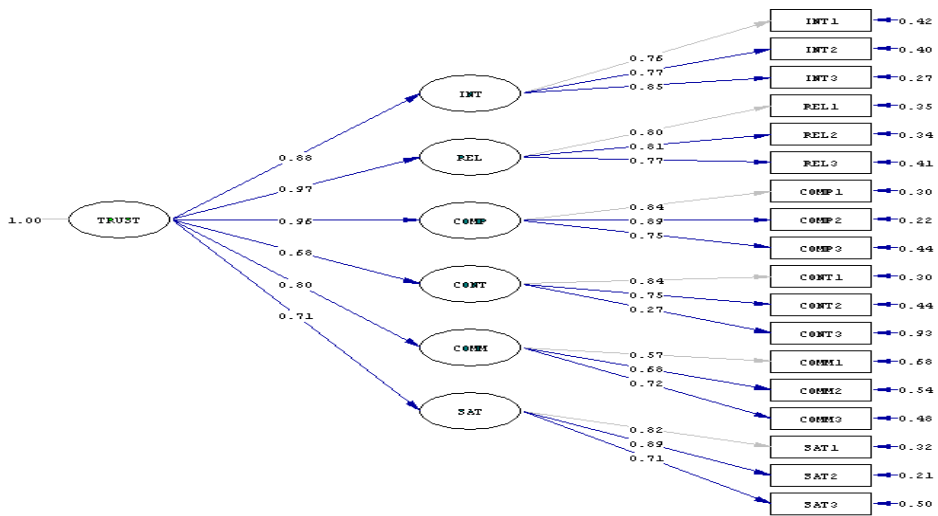 INT1 0.42
INT2 0.40
0.76
0.77
INT3 0.27
0.85
INT
REL1 0.35
0.80
REL2 0.34
0.81
0.88
REL
REL3 0.41
0.77
0.97
COMP1 0.30
0.84
1.00 TRUST 0.96 COMP 0.89 COMP2 0.22
0.75
COMP3 0.44
0.68
CONT1 0.30
0.84
0.80
CONT
0.75
CONT2 0.44
0.27
0.71
CONT3 0.93
COMM
0.57
COMM1 0.68
0.68
COMM2 0.54
0.72
SAT
COMM3 0.48
0.82
SAT1 0.32
0.89
0.71
SAT2 0.21
SAT3 0.50